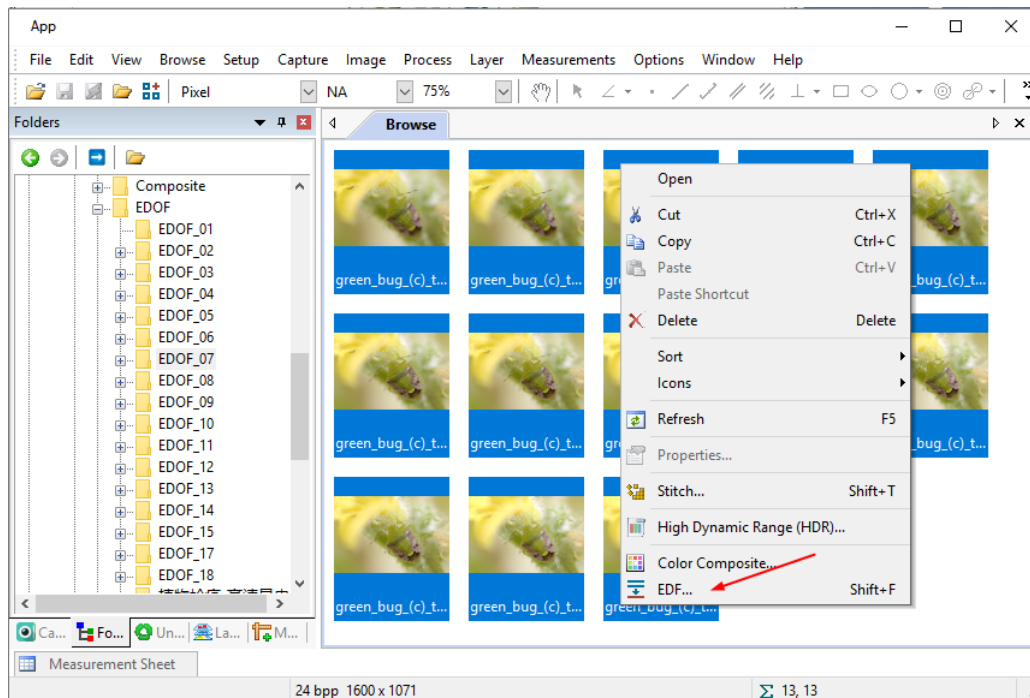 App
File Edit View Browse Setup Capture Image Process Layer Measurements Options Window Help
Pixel NA 75%
Folders
Browse
Composite
EDOF
EDOF_01
EDOF_02
EDOF_03
EDOF_04
EDOF_05
EDOF_06
EDOF_07
EDOF_08
EDOF_09
EDOF_10
EDOF_11
EDOF_12
EDOF_13
EDOF_14
EDOF_15
EDOF_17
EDOF_18
Ca... Fo... Un... La... M...
green_bug_(c)_t... green_bug_(c)_t... bug_(c)_t...
green_bug_(c)_t... green_bug_(c)_t... bug_(c)_t...
green_bug_(c)_t... green_bug_(c)_t... green_bug_(c)_t...
Open
Cut Ctrl+X
Copy Ctrl+C
Paste Ctrl+V
Paste Shortcut
Delete Delete
Sort
Icons
Refresh F5
Properties...
Stitch... Shift+T
High Dynamic Range (HDR)...
Color Composite...
EDF... Shift+F
Measurement Sheet
24 bpp 1600 x 1071 Σ 13, 13